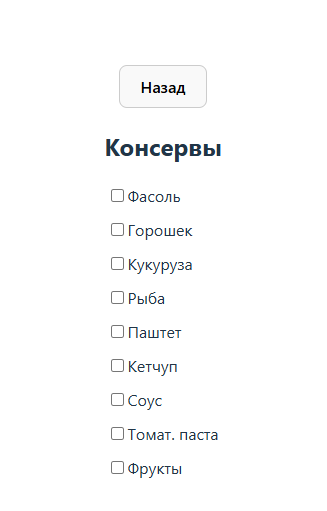 Назад
Консервы
Фасоль
Горошек
Кукуруза
Рыба
Паштет
Кетчуп
Соус
Томат. паста
Фрукты